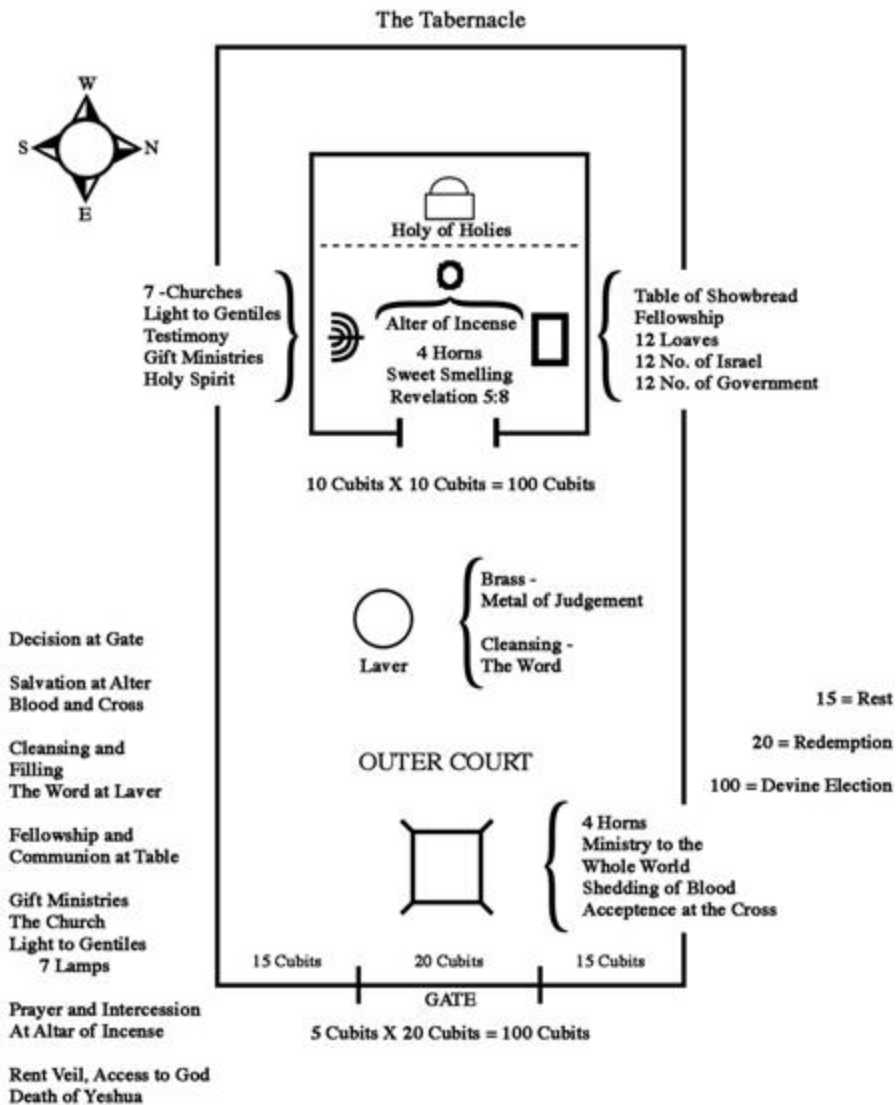 The Tabernacle
W
S
N
E
Holy of Holies
7 -Churches
Light to Gentiles
Testimony
Gift Ministries
Holy Spirit
Alter of Incense
4 Horns
Sweet Smelling
Revelation 5:8
Table of Showbread
Fellowship
12 Loaves
12 No. of Israel
12 No. of Government
10 Cubits X 10 Cubits = 100 Cubits
Laver
Brass -
Metal of Judgement
Cleansing -
The Word
Decision at Gate
Salvation at Alter
Blood and Cross
Cleansing and
Filling
The Word at Laver
Fellowship and
Communion at Table
Gift Ministries
The Church
Light to Gentiles
7 Lamps
Prayer and Intercession
At Altar of Incense
Rent Veil, Access to God
Death of Yeshua
OUTER COURT
15 = Rest
20 = Redemption
100 = Devine Election
4 Horns
Ministry to the
Whole World
Shedding of Blood
Acceptence at the Cross
15 Cubits
20 Cubits
15 Cubits
GATE
5 Cubits X 20 Cubits = 100 Cubits